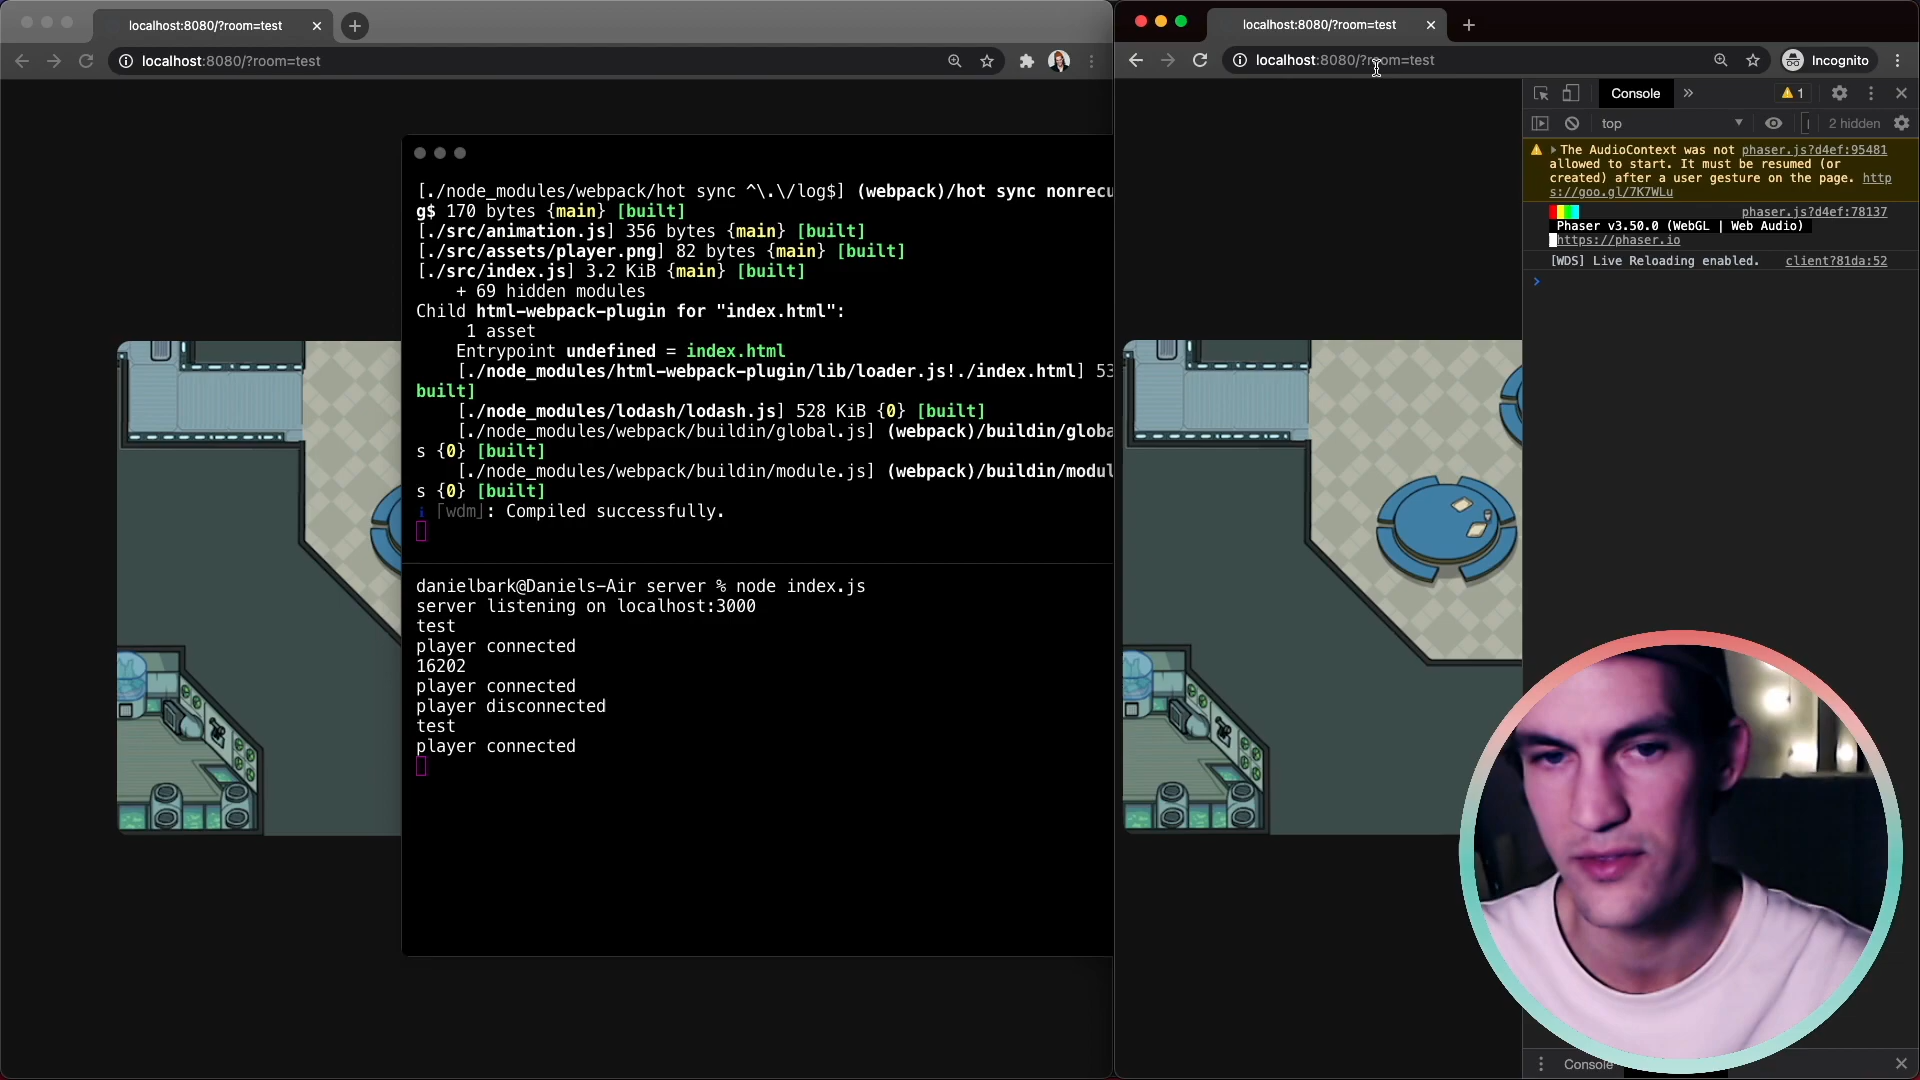 localhost:8080/?room=test
localhost:8080/?room=test
[./node_modules/webpack/hot sync ^\.\/log$] (webpack)/hot sync nonrecu
g$ 170 bytes {main} [built]
[./src/animation.js] 356 bytes {main} [built]
[./src/assets/player.png] 82 bytes {main} [built]
[./src/index.js] 3.2 KiB {main} [built]
+ 69 hidden modules
Child html-webpack-plugin for "index.html":
1 asset
Entrypoint undefined = index.html
[./node_modules/html-webpack-plugin/lib/loader.js!./index.html] 53
built]
[./node_modules/lodash/lodash.js] 528 KiB {0} [built]
[./node_modules/webpack/buildin/global.js] (webpack)/buildin/globa
s {0} [built]
[./node_modules/webpack/buildin/module.js] (webpack)/buildin/modul
s {0} [built]
i ｢wdm｣: Compiled successfully.
danielbark@Daniels-Air server % node index.js
server listening on localhost:3000
test
player connected
16202
player connected
player disconnected
test
player connected
localhost:8080/?room=test
localhost:8080/?room=test
Incognito
Console » 1
top 2 hidden
The AudioContext was not phaser.js?d4ef:95481
allowed to start. It must be resumed (or
created) after a user gesture on the page. http
s://goo.gl/7K7WLu
phaser.js?d4ef:78137
Phaser v3.50.0 (WebGL | Web Audio)
https://phaser.io
[WDS] Live Reloading enabled. client?81da:52
Console